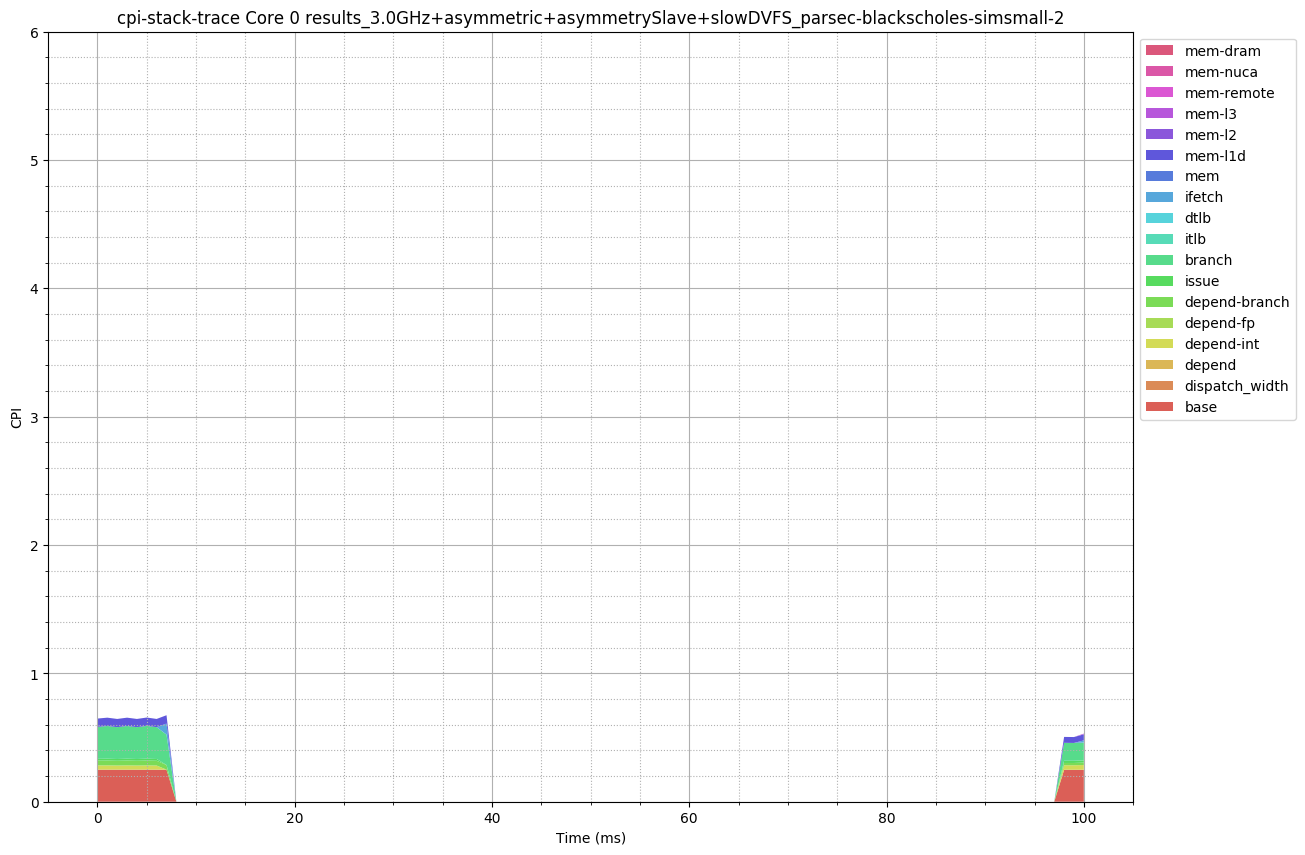 cpi-stack-trace Core 0 results_3.0GHz+asymmetric+asymmetrySlave+slowDVFS_parsec-blackscholes-simsmall-2
6
5
4
3
2
1
0
CPI
0
20
40
60
80
100
Time (ms)
mem-dram
mem-nuca
mem-remote
mem-l3
mem-l2
mem-l1d
mem
ifetch
dtlb
itlb
branch
issue
depend-branch
depend-fp
depend-int
depend
dispatch_width
base